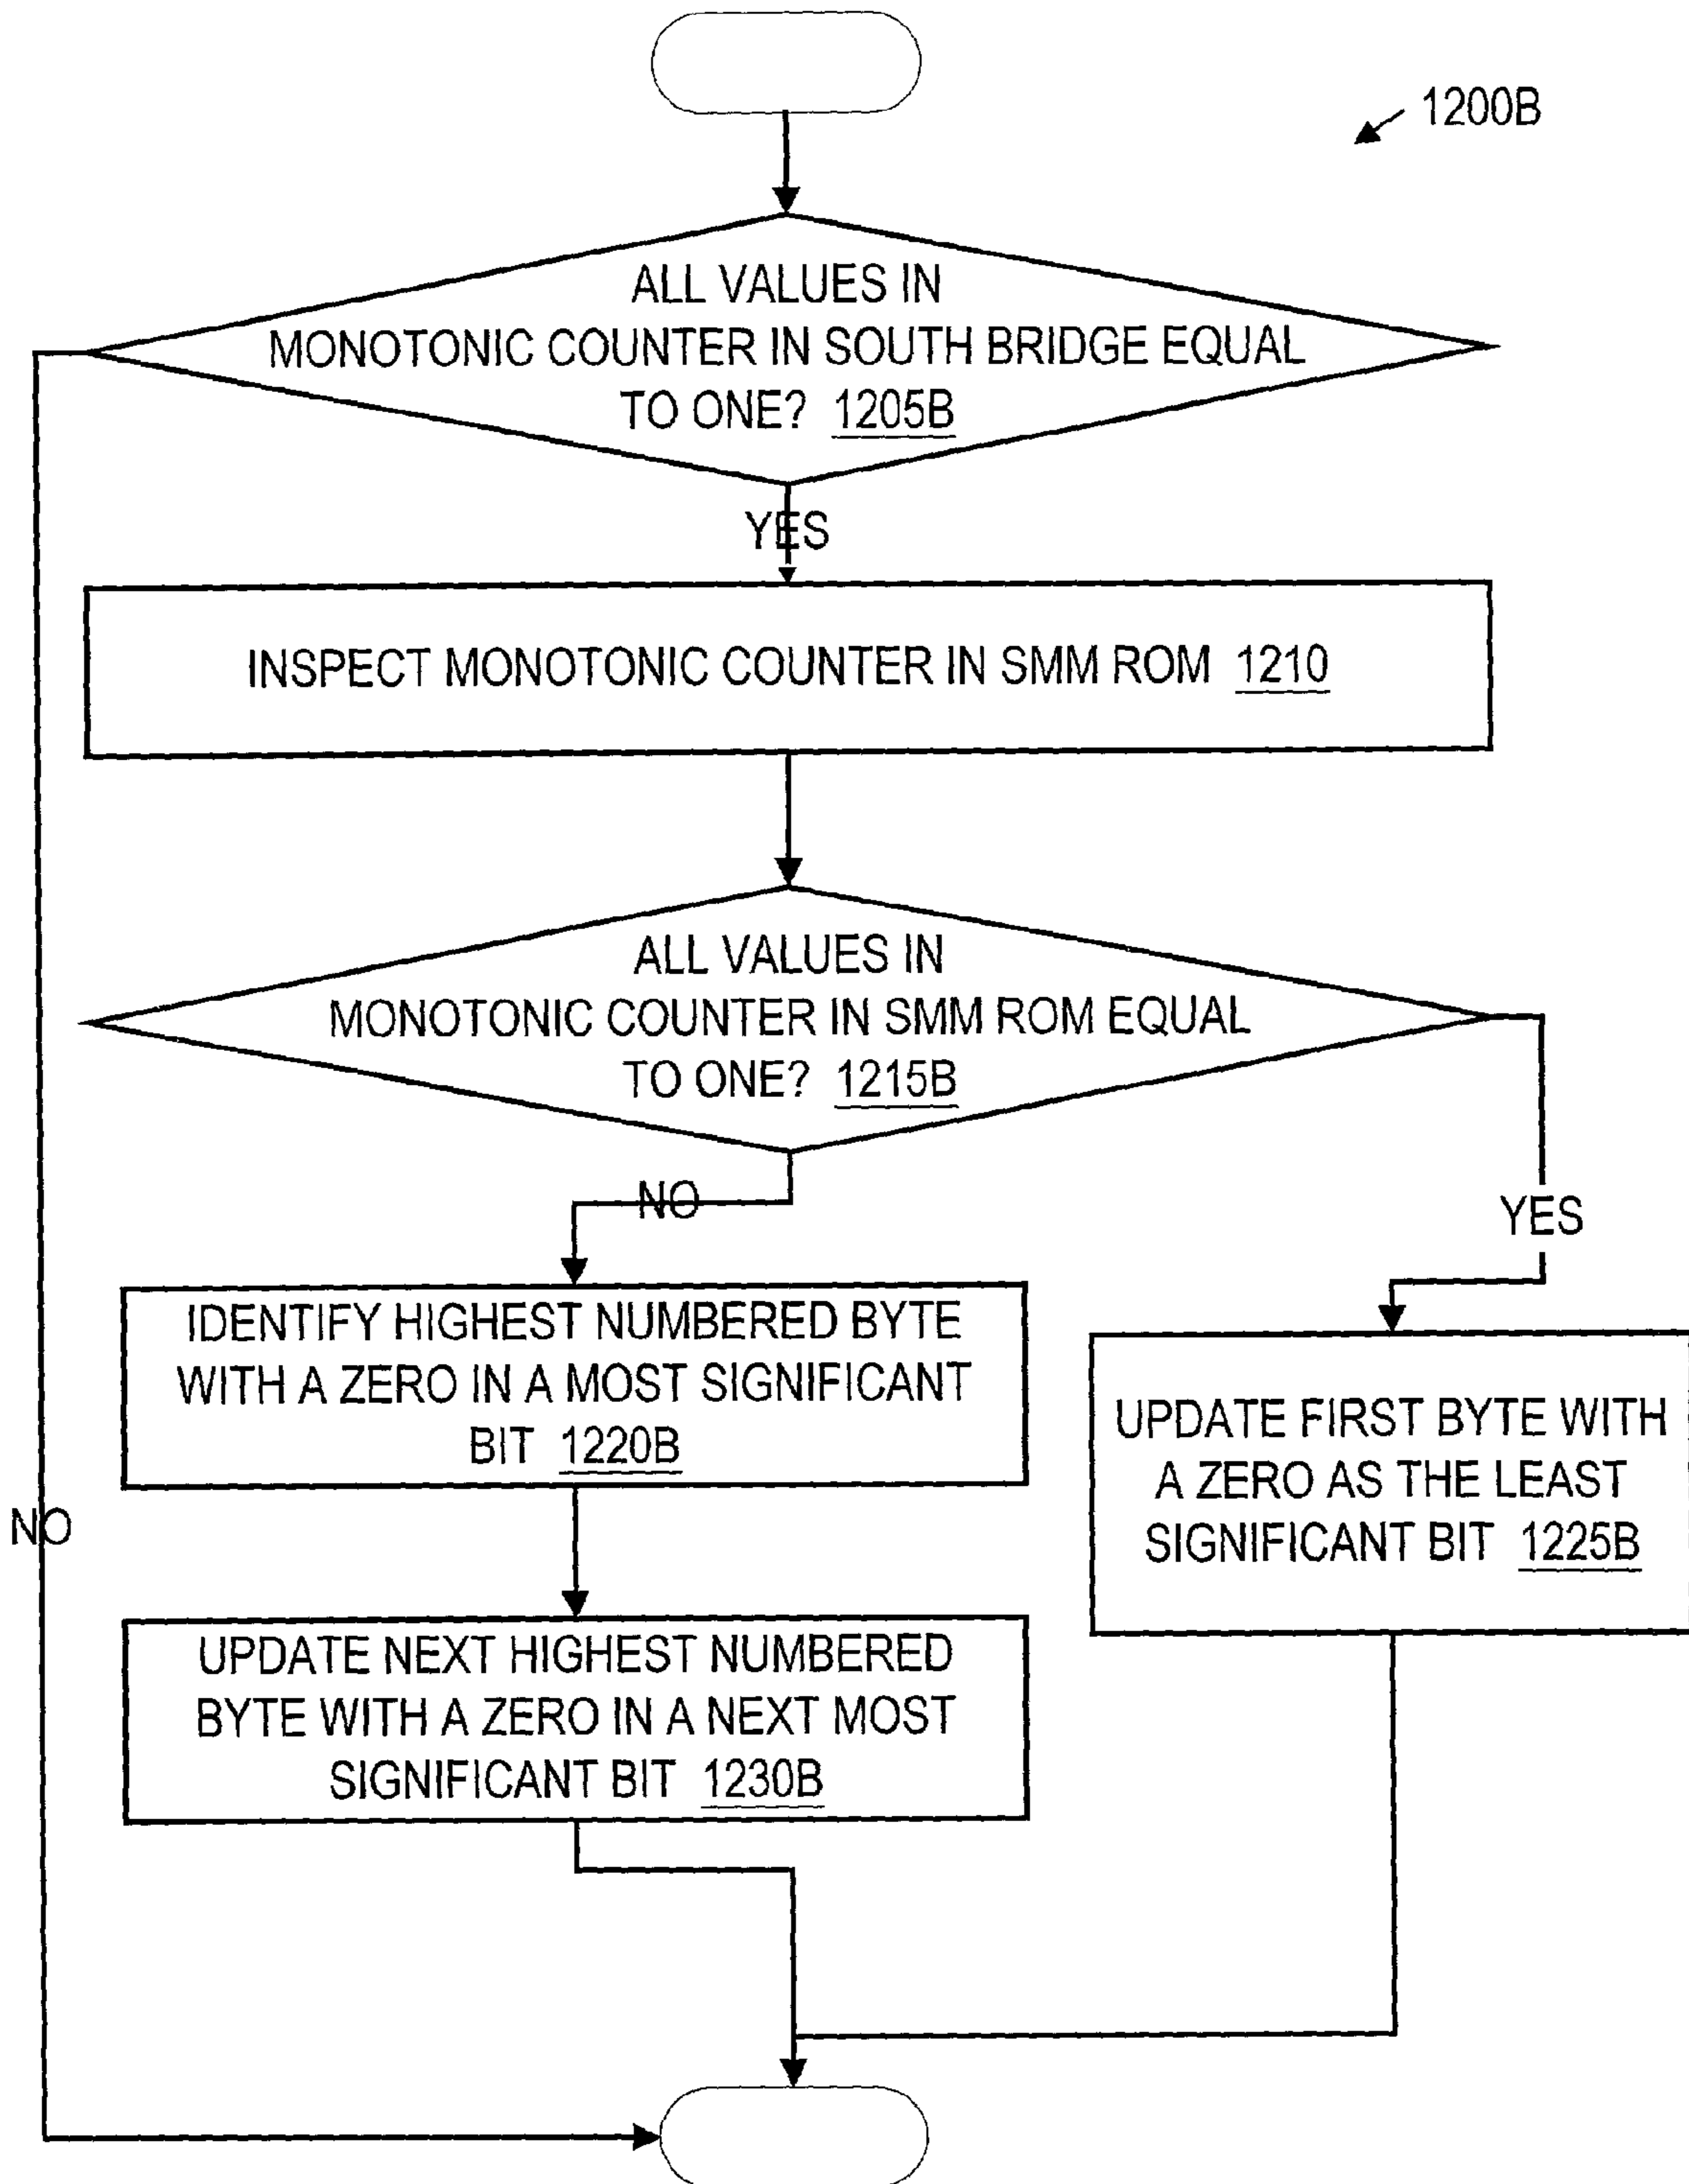 1200B
ALL VALUES IN
MONOTONIC COUNTER IN SOUTH BRIDGE EQUAL
TO ONE? 1205B
YES
INSPECT MONOTONIC COUNTER IN SMM ROM 1210
ALL VALUES IN
MONOTONIC COUNTER IN SMM ROM EQUAL
TO ONE? 1215B
NO
YES
IDENTIFY HIGHEST NUMBERED BYTE
WITH A ZERO IN A MOST SIGNIFICANT
BIT 1220B
UPDATE FIRST BYTE WITH
A ZERO AS THE LEAST
SIGNIFICANT BIT 1225B
NO
UPDATE NEXT HIGHEST NUMBERED
BYTE WITH A ZERO IN A NEXT MOST
SIGNIFICANT BIT 1230B